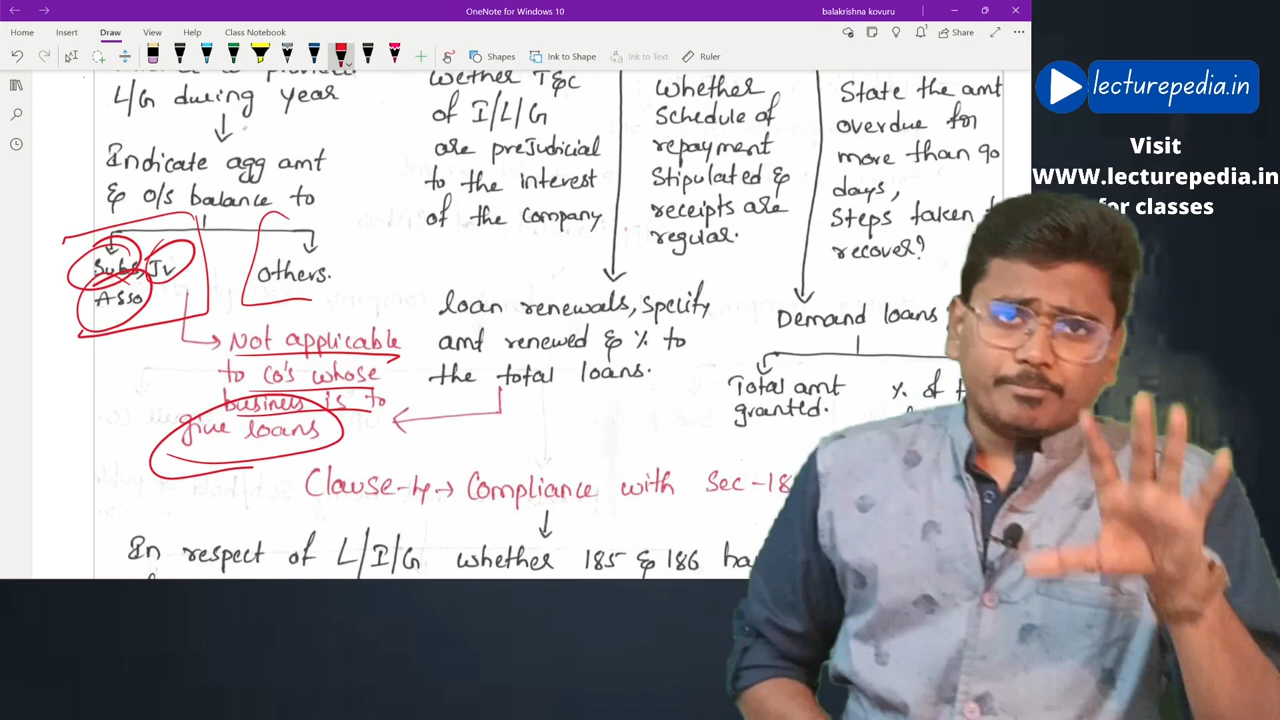 OneNote for Windows 10
balakrishna kovuru
Home
Insert
Draw
View
Help
Class Notebook
Share
Shapes
Ink to Shape
Ink to Text
Ruler
L/G during year
Indicate agg amt
& o/s balance to
Subs, Jv
Asso
others.
Not applicable
to co's whose
business is to
give loans
Wether T&C
of I/L/G
are prejudicial
to the interest
of the company
Whether
Schedule of
repayment
Stipulated &
receipts are
regular.
loan renewals, specify
amt renewed & % to
the total loans.
State the amt
overdue for
more than 90
days,
Steps taken
recover?
Demand loans
Total amt
granted.
% of
Clause-4 → Compliance with Sec-18
In respect of L/I/G whether 185 & 186 ha
lecturepedia.in
Visit
WWW.lecturepedia.in
for classes